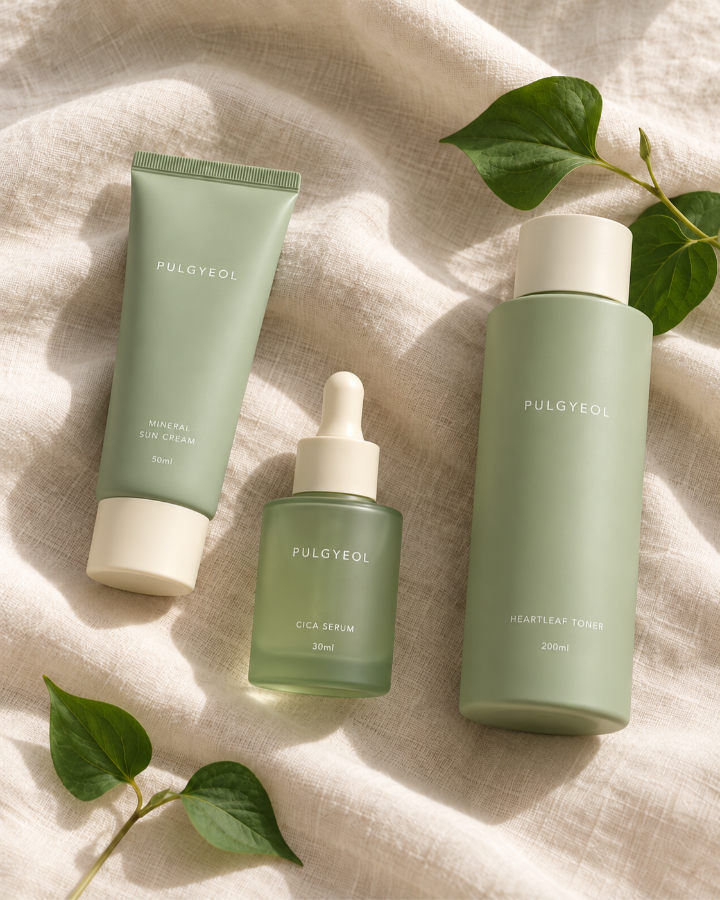 PULGYEOL
MINERAL
SUN CREAM
50ml
PULGYEOL
CICA SERUM
30ml
PULGYEOL
HEARTLEAF TONER
200ml